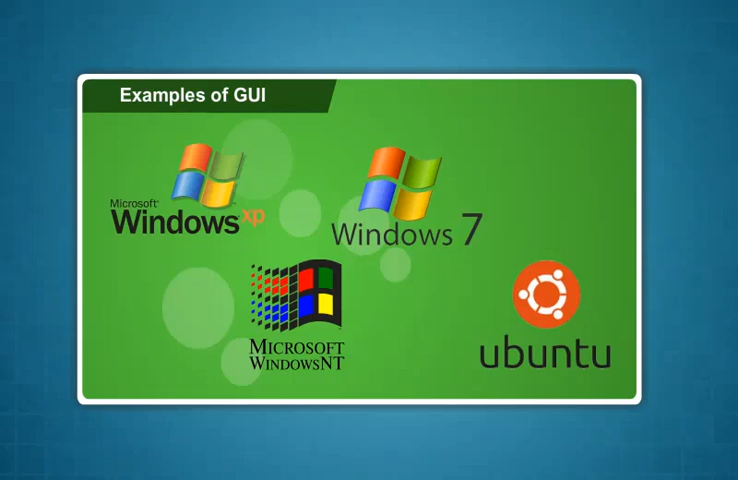 Examples of GUI
Microsoft
Windows xp
Windows 7
MICROSOFT
WINDOWSNT
ubuntu